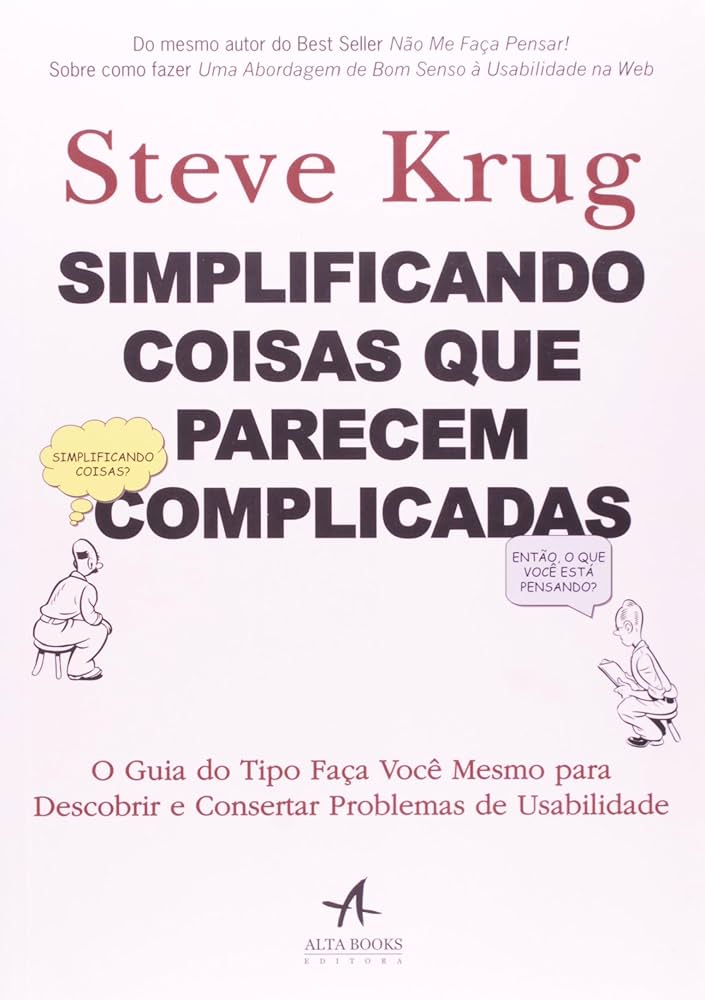 Do mesmo autor do Best Seller Não Me Faça Pensar!
Sobre como fazer Uma Abordagem de Bom Senso à Usabilidade na Web
Steve Krug
SIMPLIFICANDO
COISAS QUE
PARECEM
COMPLICADAS
SIMPLIFICANDO
COISAS?
ENTÃO, O QUE
VOCÊ ESTÁ
PENSANDO?
O Guia do Tipo Faça Você Mesmo para
Descobrir e Consertar Problemas de Usabilidade
ALTA BOOKS
EDITORA